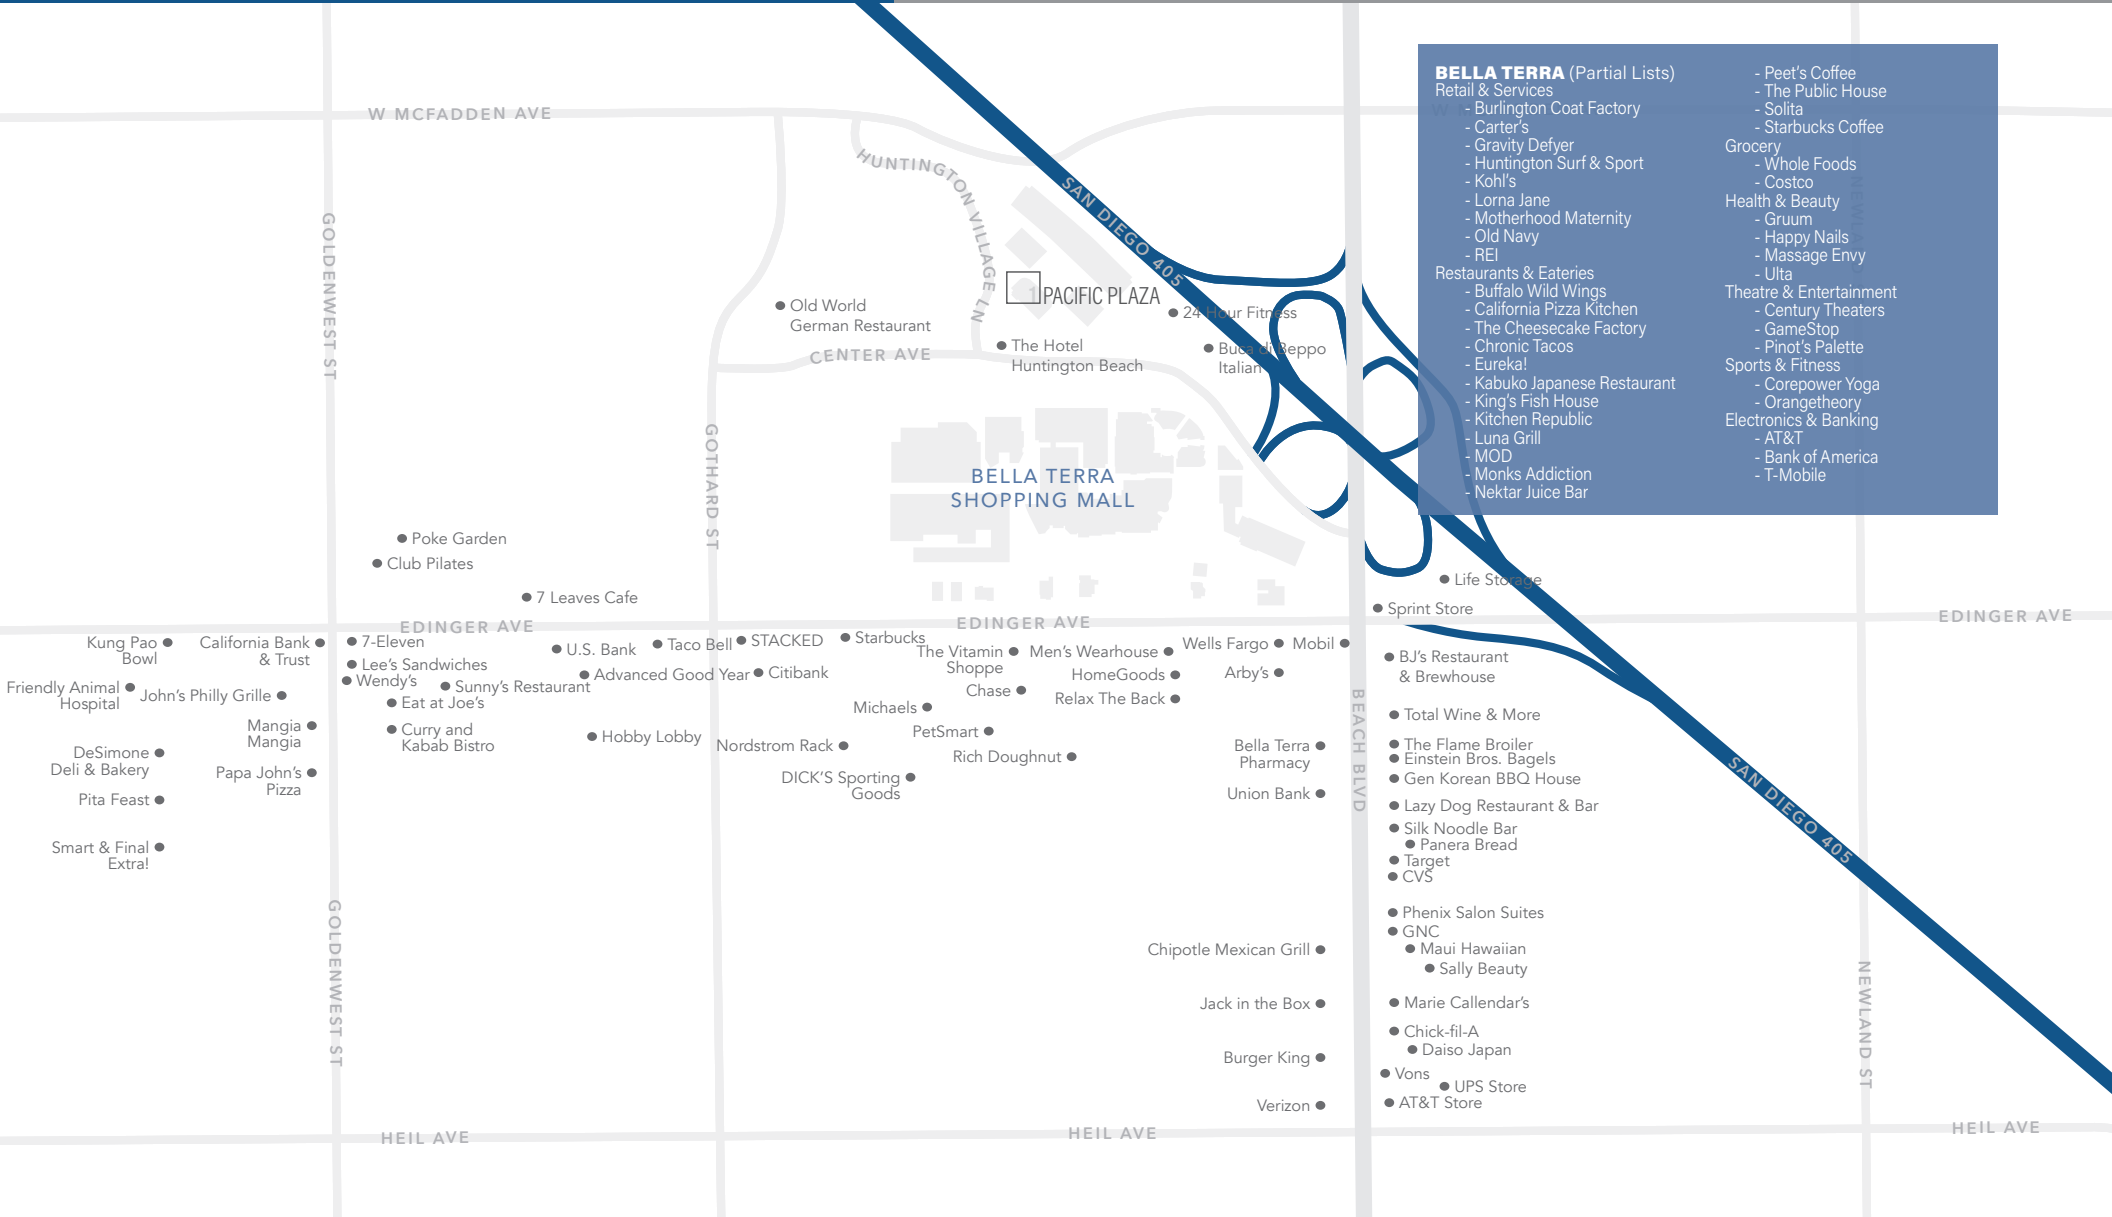 BELLA TERRA (Partial Lists)
Retail & Services
- Burlington Coat Factory
- Carter's
- Gravity Defyer
- Huntington Surf & Sport
- Kohl's
- Lorna Jane
- Motherhood Maternity
- Old Navy
- REI
Restaurants & Eateries
- Buffalo Wild Wings
- California Pizza Kitchen
- The Cheesecake Factory
- Chronic Tacos
- Eureka!
- Kabuko Japanese Restaurant
- King's Fish House
- Kitchen Republic
- Luna Grill
- MOD
- Monks Addiction
- Nektar Juice Bar
- Peet's Coffee
- The Public House
- Solita
- Starbucks Coffee
Grocery
- Whole Foods
- Costco
Health & Beauty
- Gruum
- Happy Nails
- Massage Envy
- Ulta
Theatre & Entertainment
- Century Theaters
- GameStop
- Pinot's Palette
Sports & Fitness
- Corepower Yoga
- Orangetheory
Electronics & Banking
- AT&T
- Bank of America
- T-Mobile
W MCFADDEN AVE
HUNTINGTON VILLAGE LN
SAN DIEGO 405
GOLDENWEST ST
PACIFIC PLAZA
Old World
German Restaurant
24 Hour Fitness
CENTER AVE
The Hotel
Huntington Beach
Buca di Beppo
Italian
GOTHARD ST
BELLA TERRA
SHOPPING MALL
Poke Garden
Club Pilates
7 Leaves Cafe
Life Storage
Sprint Store
EDINGER AVE
EDINGER AVE
EDINGER AVE
Kung Pao
Bowl
California Bank
& Trust
7-Eleven
Lee's Sandwiches
Wendy's
U.S. Bank
Taco Bell
STACKED
Starbucks
The Vitamin
Shoppe
Men's Wearhouse
Wells Fargo
Mobil
BJ's Restaurant
& Brewhouse
Friendly Animal
Hospital
John's Philly Grille
Sunny's Restaurant
Advanced Good Year
Citibank
HomeGoods
Arby's
Eat at Joe's
Chase
Relax The Back
Michaels
Total Wine & More
Mangia
Mangia
Curry and
Kabab Bistro
Hobby Lobby
Nordstrom Rack
PetSmart
Rich Doughnut
Bella Terra
Pharmacy
The Flame Broiler
Einstein Bros. Bagels
Gen Korean BBQ House
DeSimone
Deli & Bakery
Papa John's
Pizza
DICK'S Sporting
Goods
Pita Feast
Union Bank
BEACH BLVD
Lazy Dog Restaurant & Bar
Silk Noodle Bar
Panera Bread
Target
CVS
SAN DIEGO 405
Smart & Final
Extra!
GOLDENWEST ST
Phenix Salon Suites
GNC
Maui Hawaiian
Sally Beauty
Chipotle Mexican Grill
Jack in the Box
Marie Callendar's
Chick-fil-A
Daiso Japan
Burger King
Vons
UPS Store
Verizon
AT&T Store
NEWLAND ST
HEIL AVE
HEIL AVE
HEIL AVE